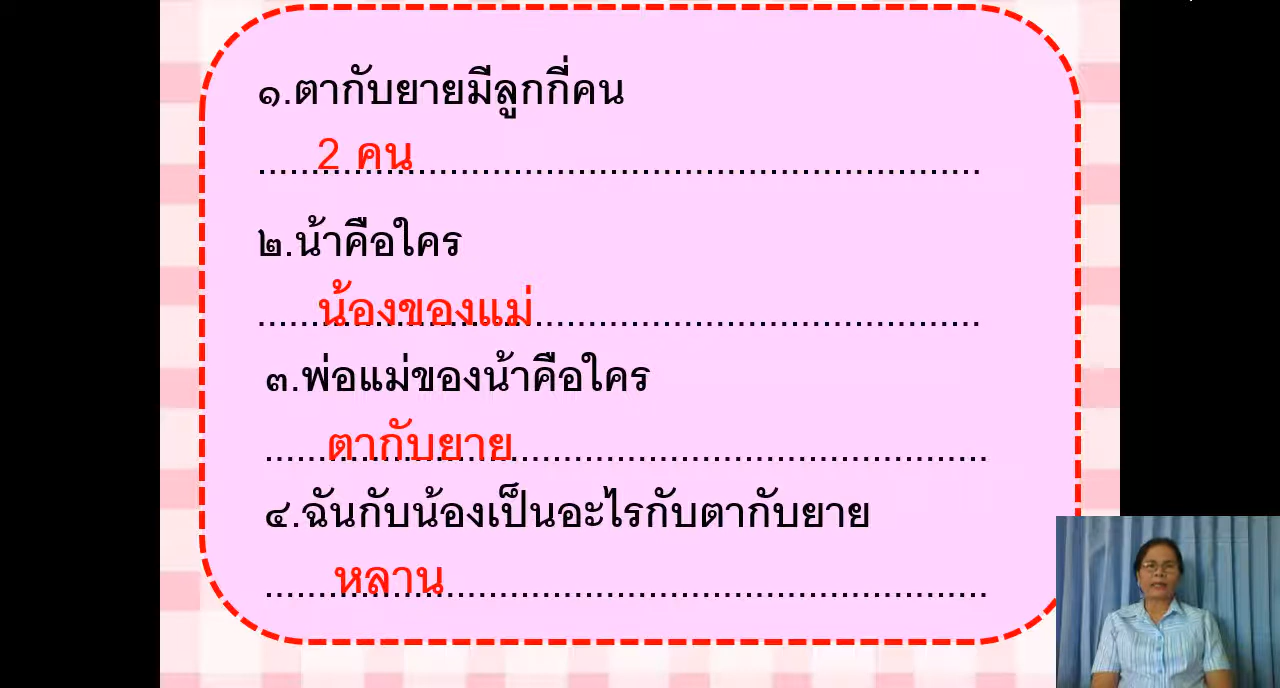 ๑.ตากับยายมีลูกกี่คน
.....2 คน................................................................
๒.น้าคือใคร
.....น้องของแม่................................................................
๓.พ่อแม่ของน้าคือใคร
.....ตากับยาย................................................................
๔.ฉันกับน้องเป็นอะไรกับตากับยาย
.....หลาน................................................................